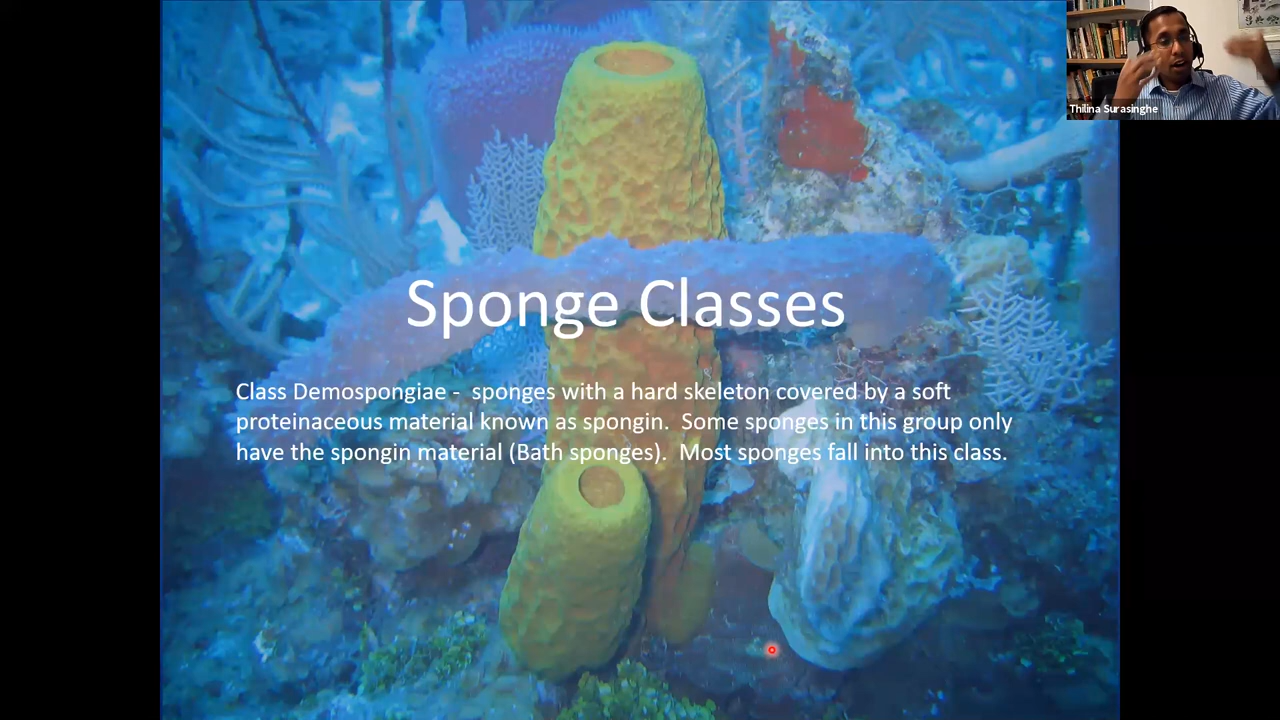 Thilina Surasinghe
Sponge Classes
Class Demospongiae -  sponges with a hard skeleton covered by a soft
proteinaceous material known as spongin.  Some sponges in this group only
have the spongin material (Bath sponges).  Most sponges fall into this class.